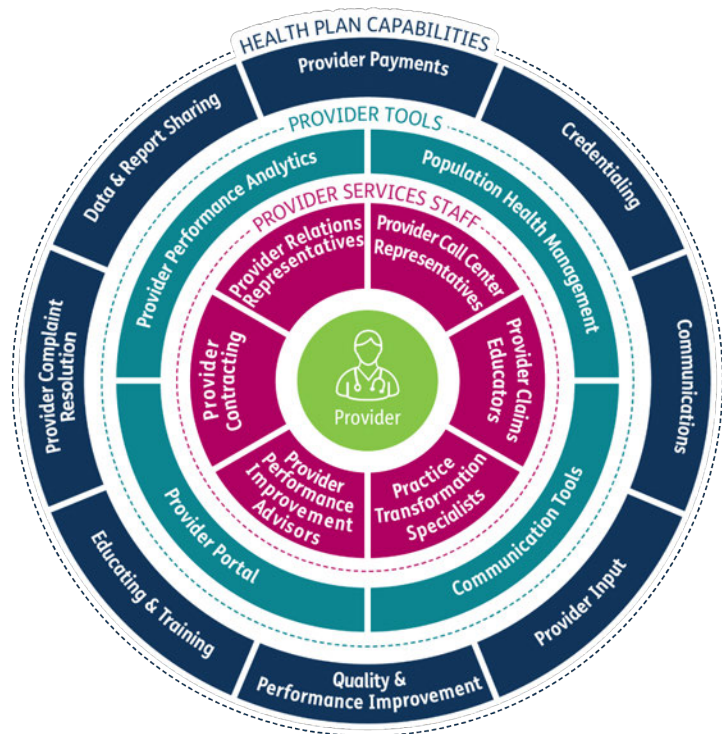 HEALTH PLAN CAPABILITIES
Provider Payments
Credentialing
Communications
Provider Input
Quality &
Performance Improvement
Educating & Training
Provider Complaint
Resolution
Data & Report Sharing
PROVIDER TOOLS
Provider Performance Analytics
Population Health Management
Communication Tools
Provider Portal
PROVIDER SERVICES STAFF
Provider Relations
Representatives
Provider Call Center
Representatives
Provider Claims
Educators
Practice
Transformation
Specialists
Provider
Performance
Improvement
Advisors
Provider
Contracting
Provider